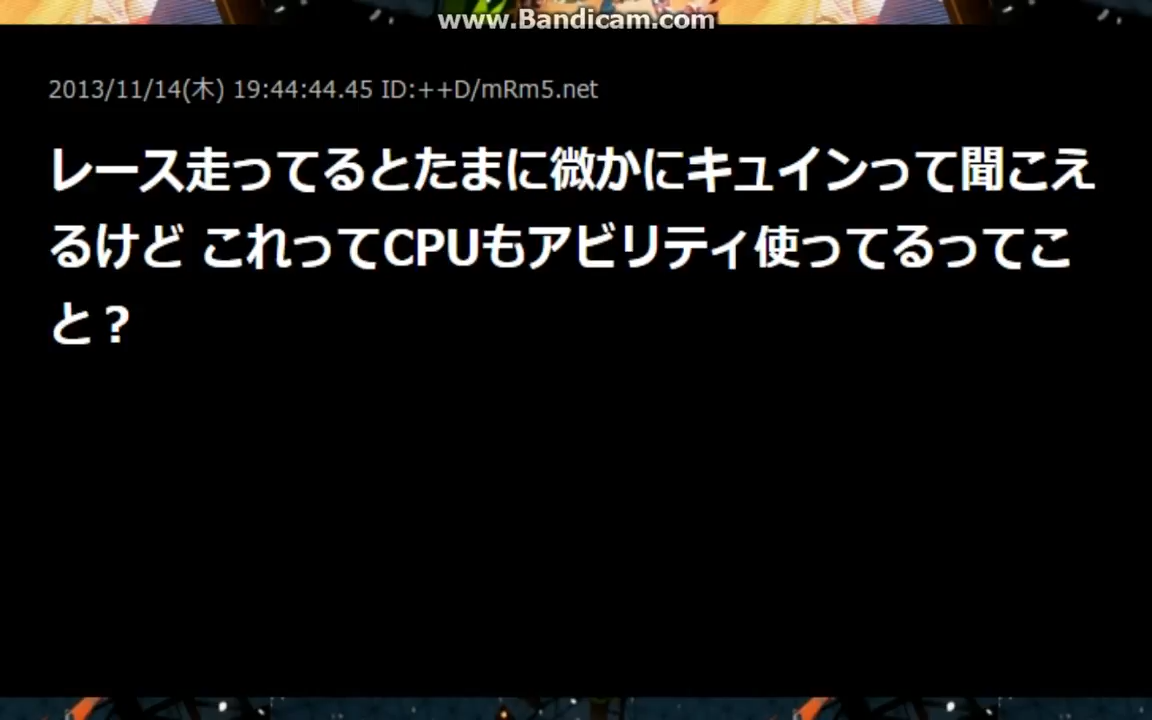 www.Bandicam.com
2013/11/14(木) 19:44:44.45 ID:++D/mRm5.net
レース走ってるとたまに微かにキュインって聞こえ
るけど これってCPUもアビリティ使ってるってこ
と？